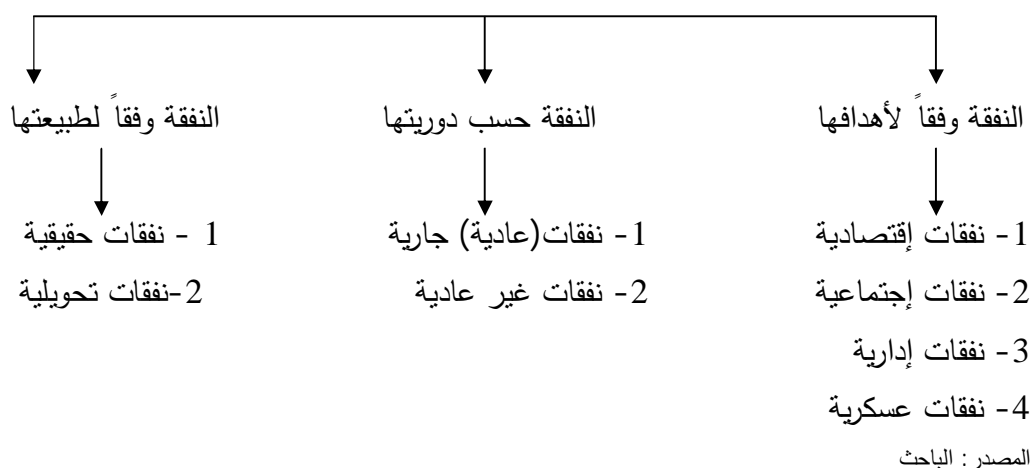 النفقة وفقاً لأهدافها
النفقة حسب دوريتها
النفقة وفقاً لطبيعتها
1- نفقات إقتصادية
2- نفقات إجتماعية
3- نفقات إدارية
4- نفقات عسكرية
1- نفقات(عادية) جارية
2- نفقات غير عادية
1 - نفقات حقيقية
2-نفقات تحويلية
المصدر: الباحث